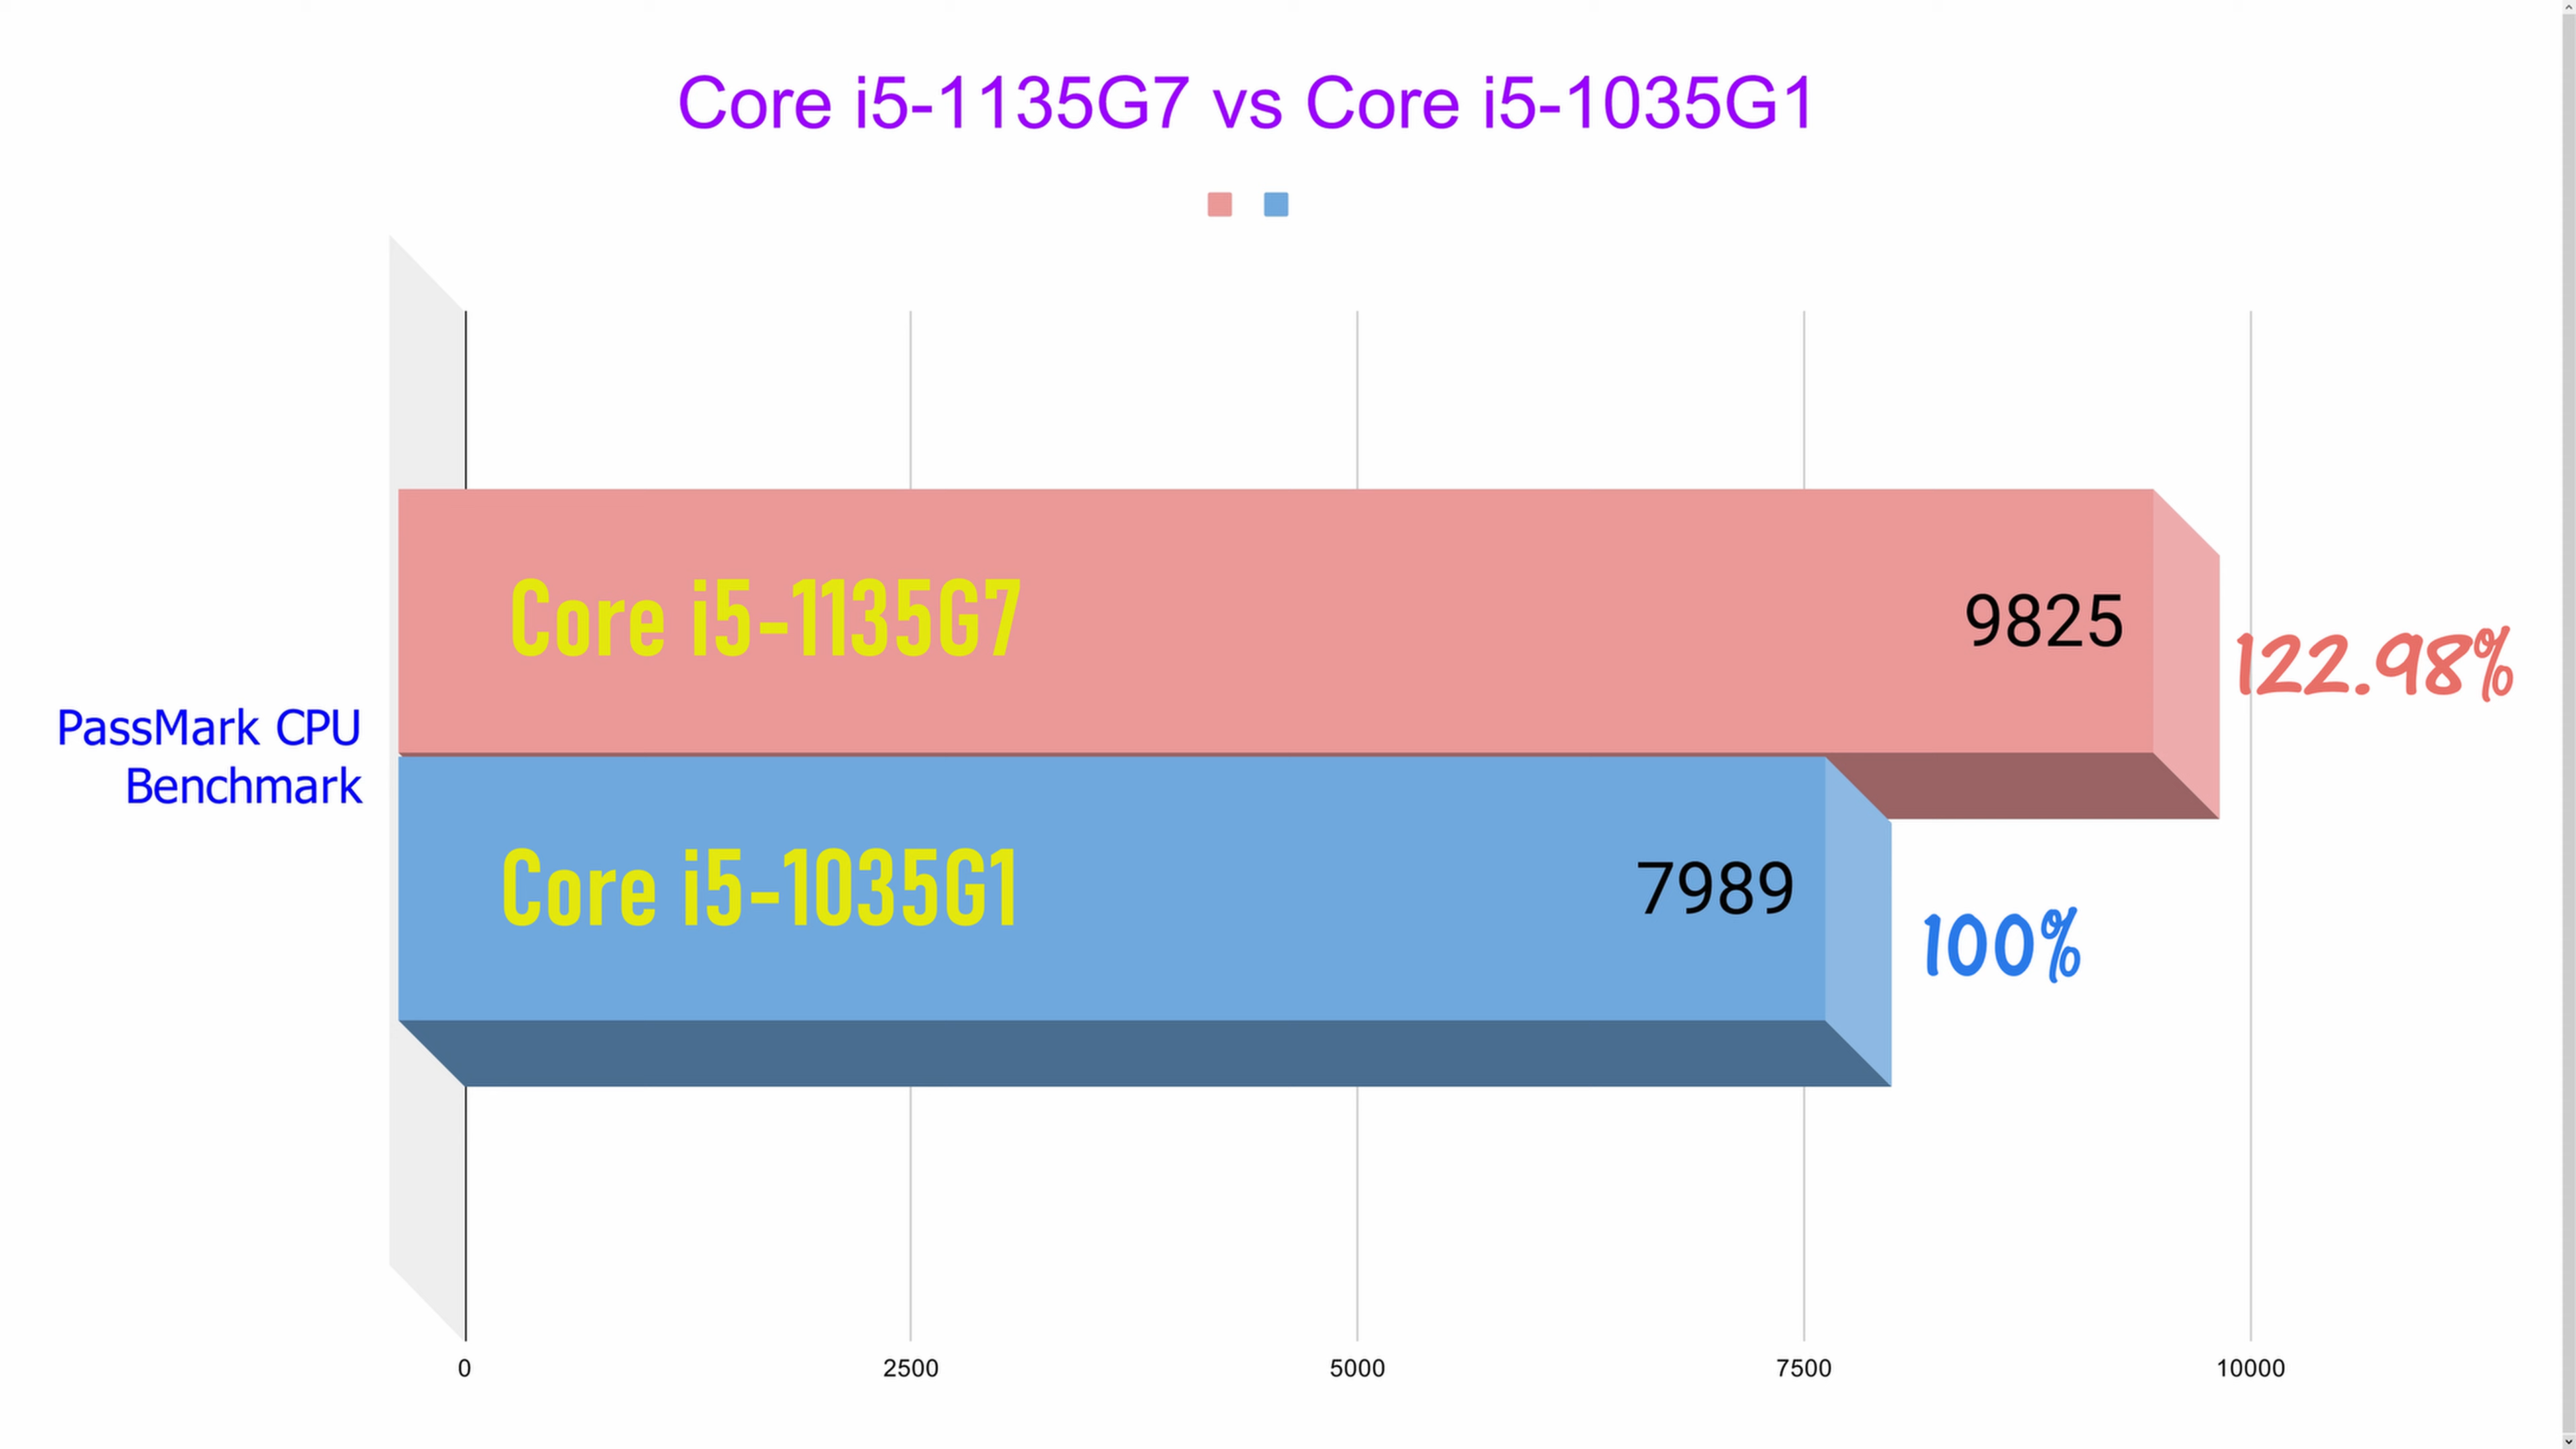 Core i5-1135G7 vs Core i5-1035G1
Core i5-1135G7
9825
122.98%
PassMark CPU
Benchmark
Core i5-1035G1
7989
100%
0
2500
5000
7500
10000